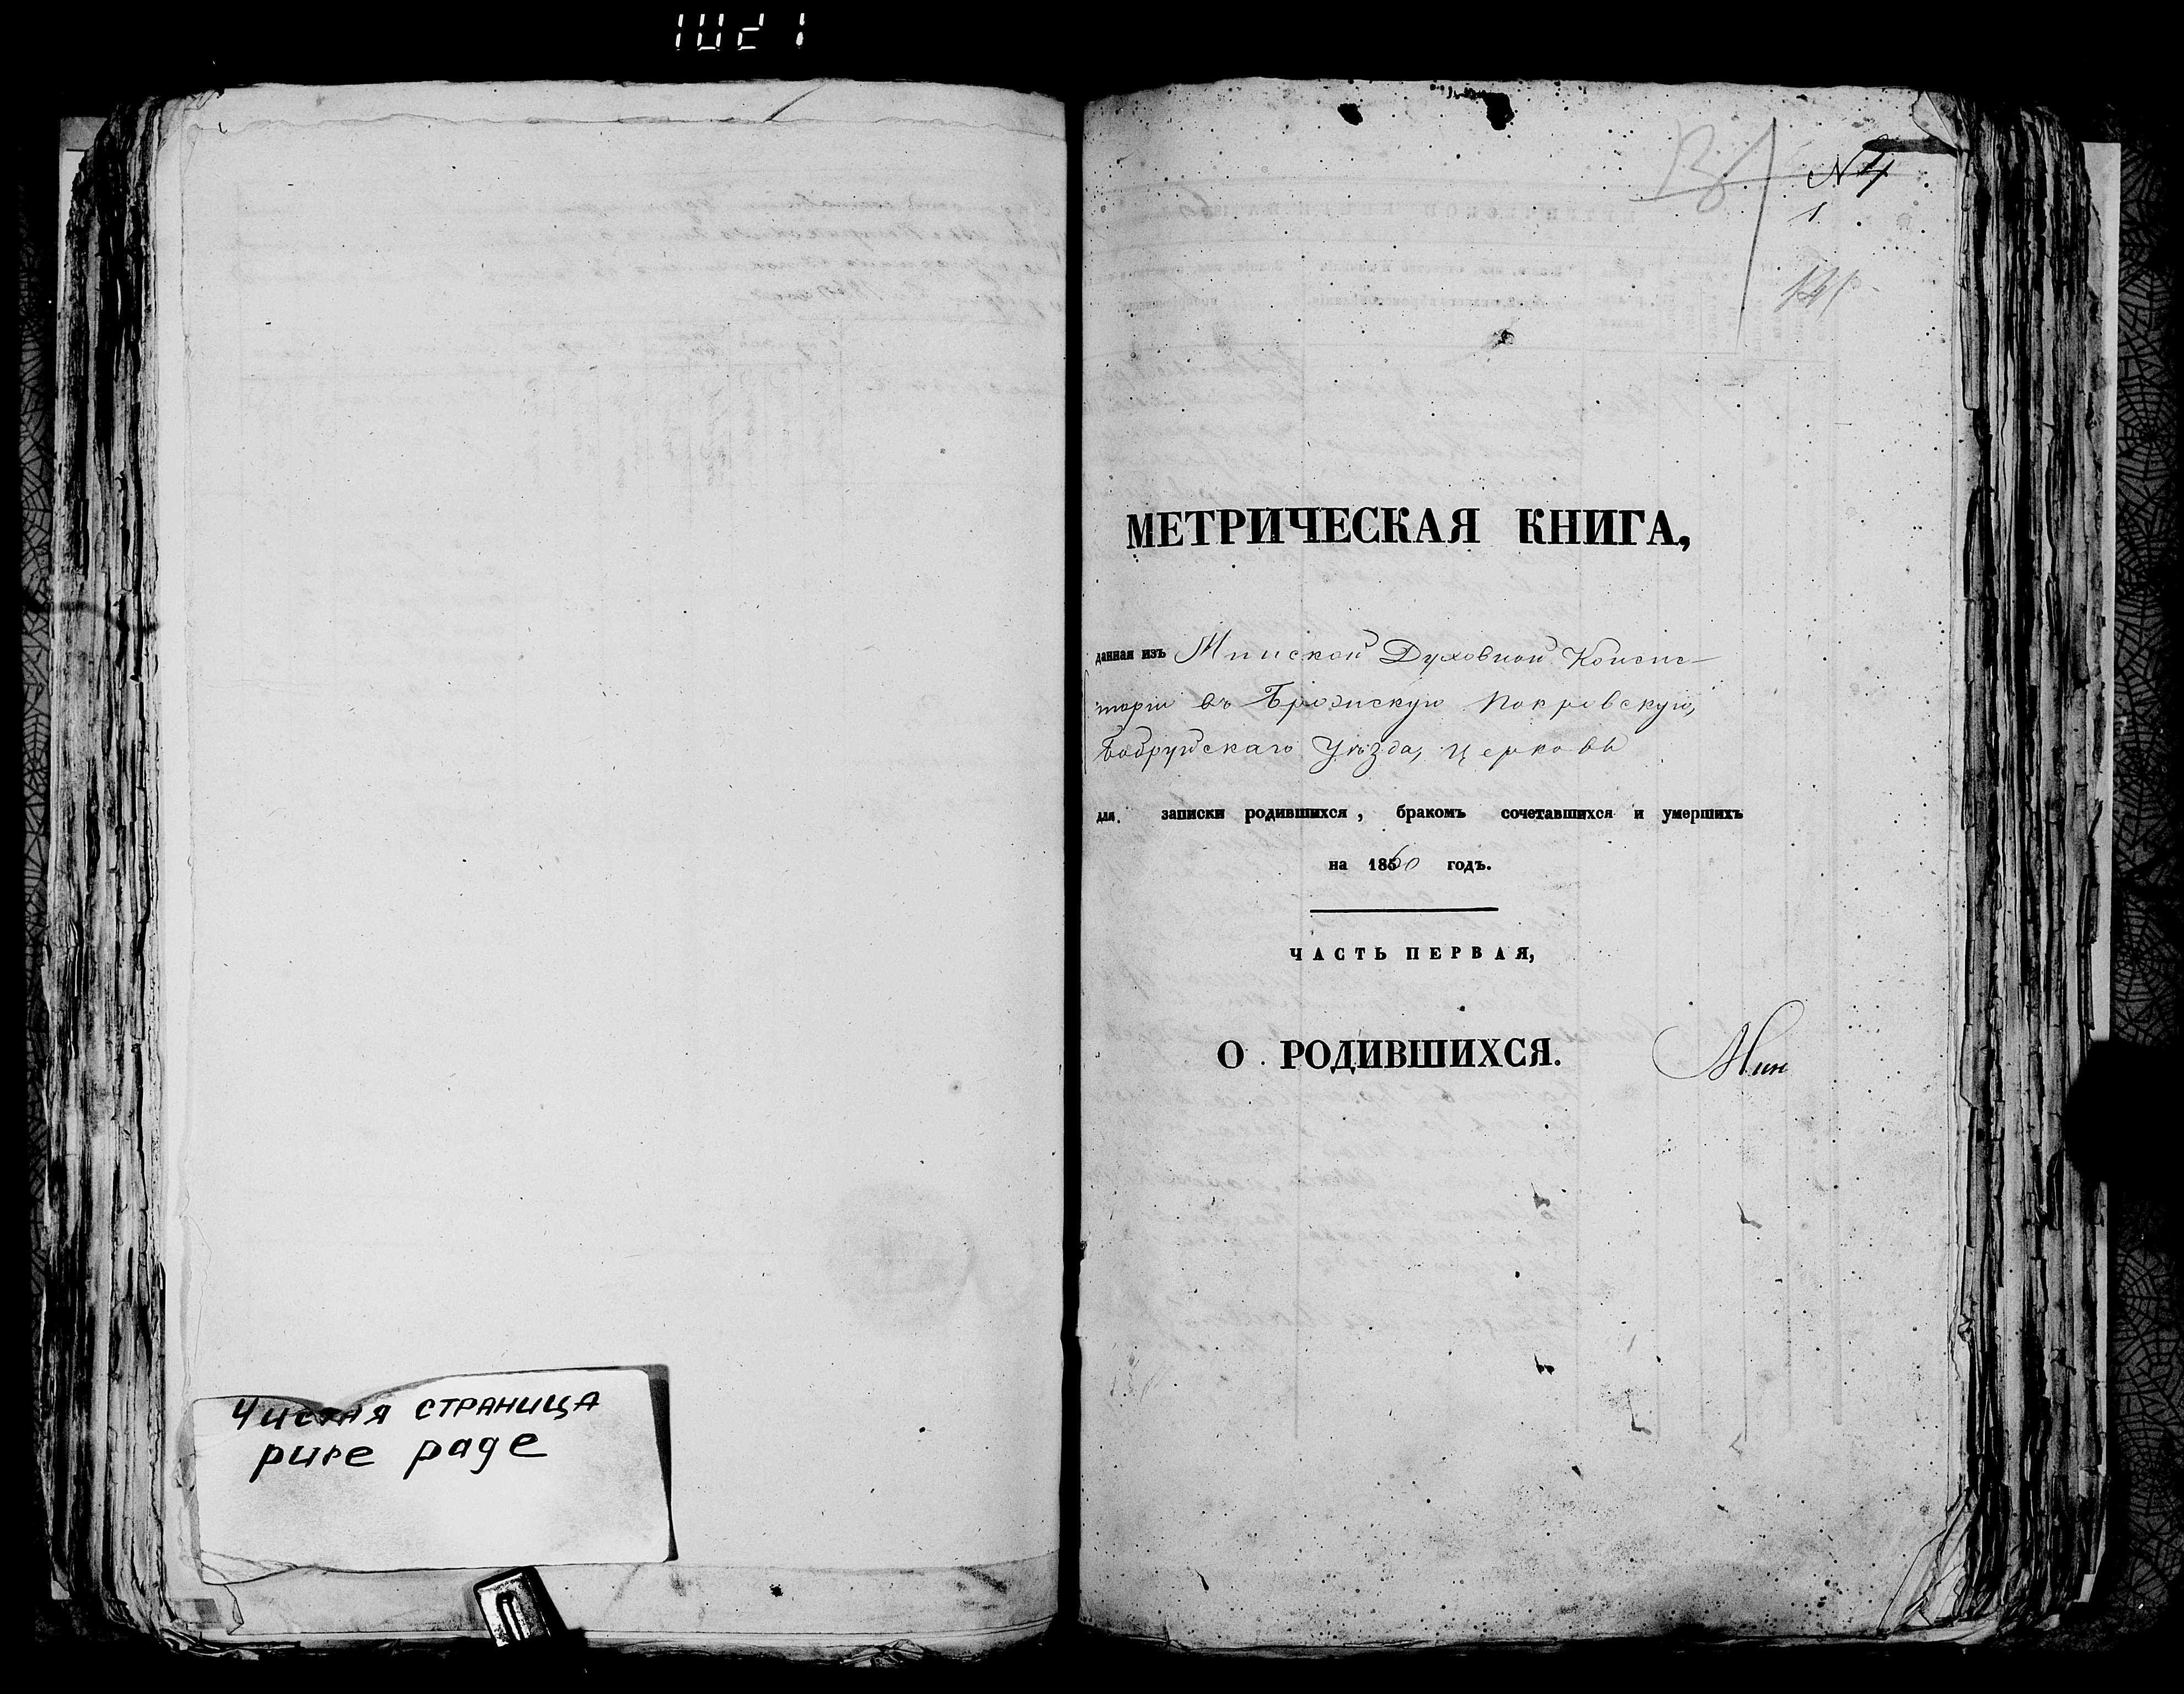 Чистая страница
pure page
N 4
1.
МЕТРИЧЕСКАЯ КНИГА,
данная изъ Минской Духовной Консис-
торіи въ Брожскую Покровскую,
Бобруйскаго Уѣзда, церковь
для записки родившихся, бракомъ сочетавшихся и умершихъ
на 1860 годъ.
ЧАСТЬ ПЕРВАЯ,
О РОДИВШИХСЯ.
Мин